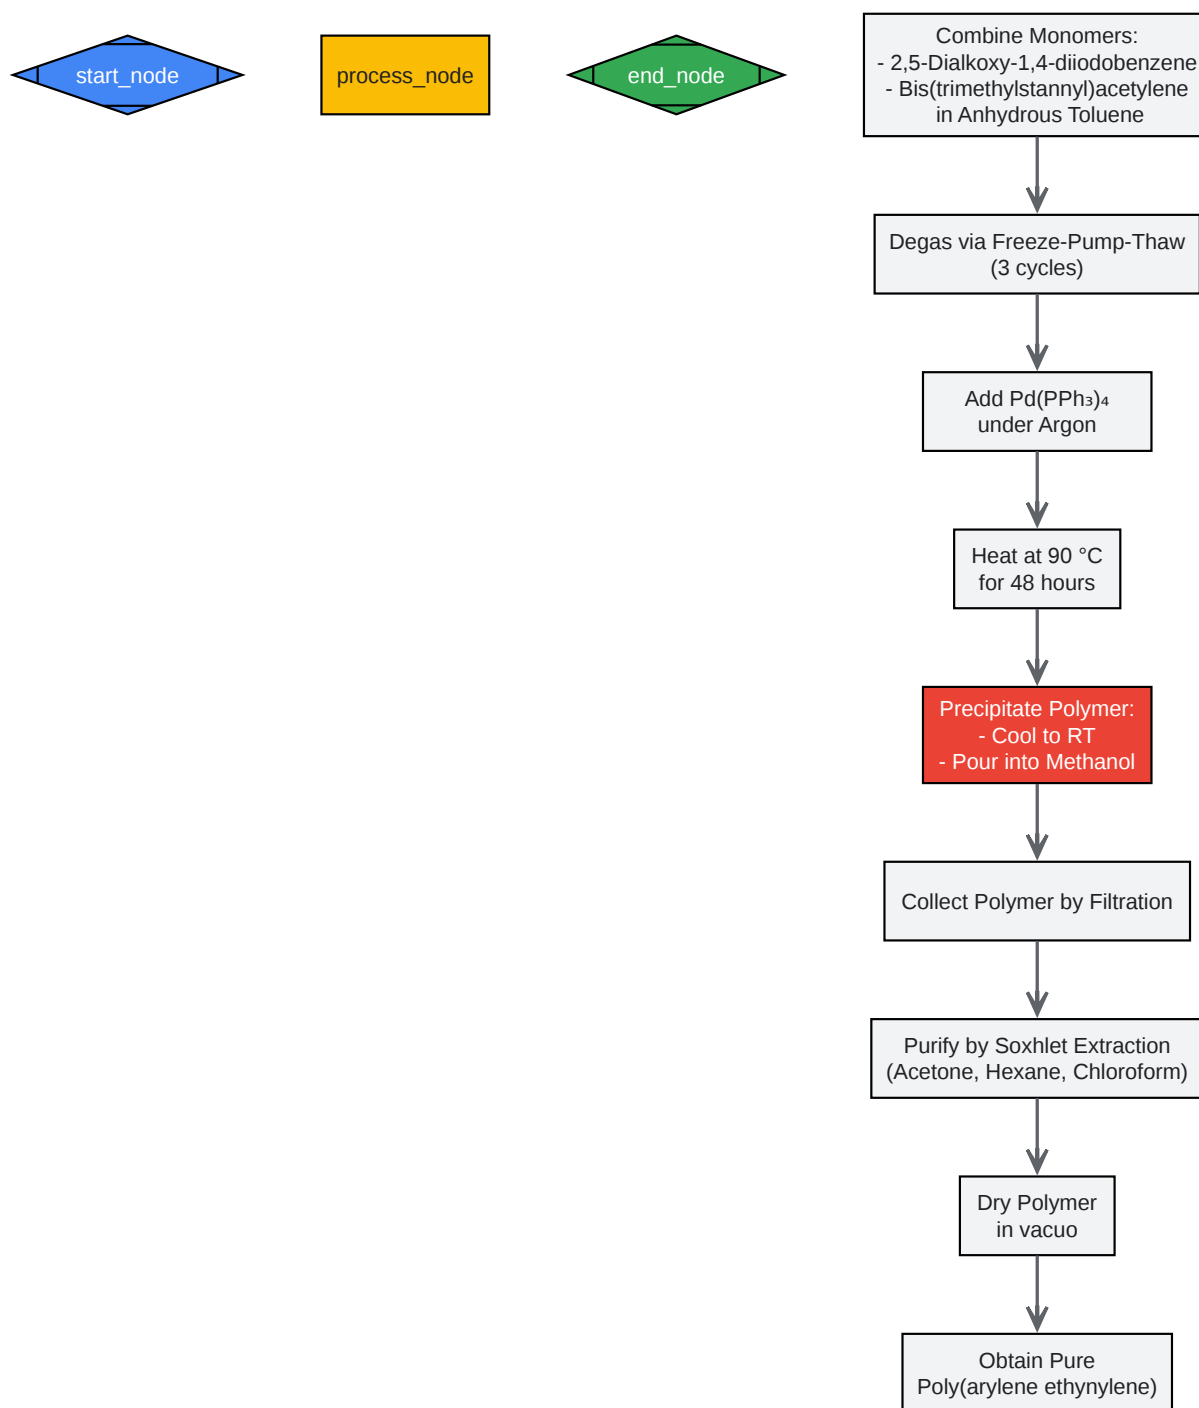 start_node
process_node
end_node
Combine Monomers:
- 2,5-Dialkoxy-1,4-diiodobenzene
- Bis(trimethylstannyl)acetylene
in Anhydrous Toluene
Degas via Freeze-Pump-Thaw
(3 cycles)
Add Pd(PPh₃)₄
under Argon
Heat at 90 °C
for 48 hours
Precipitate Polymer:
- Cool to RT
- Pour into Methanol
Collect Polymer by Filtration
Purify by Soxhlet Extraction
(Acetone, Hexane, Chloroform)
Dry Polymer
in vacuo
Obtain Pure
Poly(arylene ethynylene)